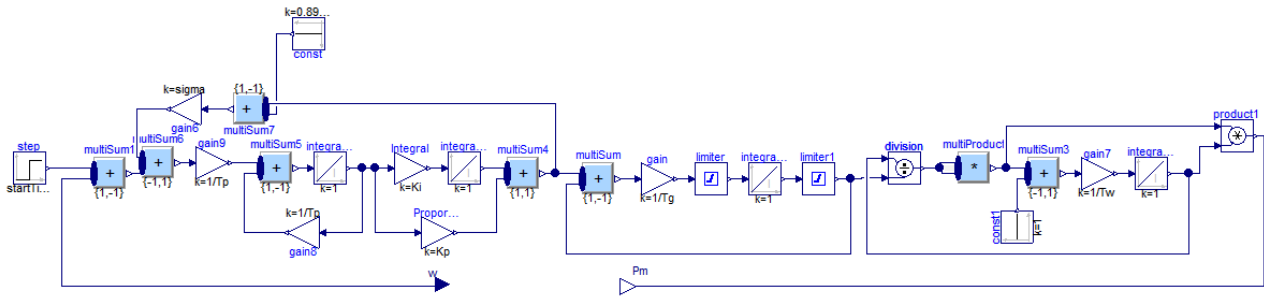 k=0.89...
const
k=sigma
gain6
{1,-1}
+
multiSum7
step
startTi...
multiSum1
+
{1,-1}
multiSum6
+
{-1,1}
gain9
k=1/Tp
multiSum5
+
{1,-1}
integra...
k=1
k=1/Tp
gain8
Integral
k=Ki
integra...
k=1
Propor...
k=Kp
multiSum4
+
{1,1}
multiSum
+
{1,-1}
gain
k=1/Tg
limiter
integra...
k=1
limiter1
division
÷
multiProduct
*
multiSum3
+
{-1,1}
const1
k=1
gain7
k=1/Tw
integra...
k=1
product1
*
w
Pm